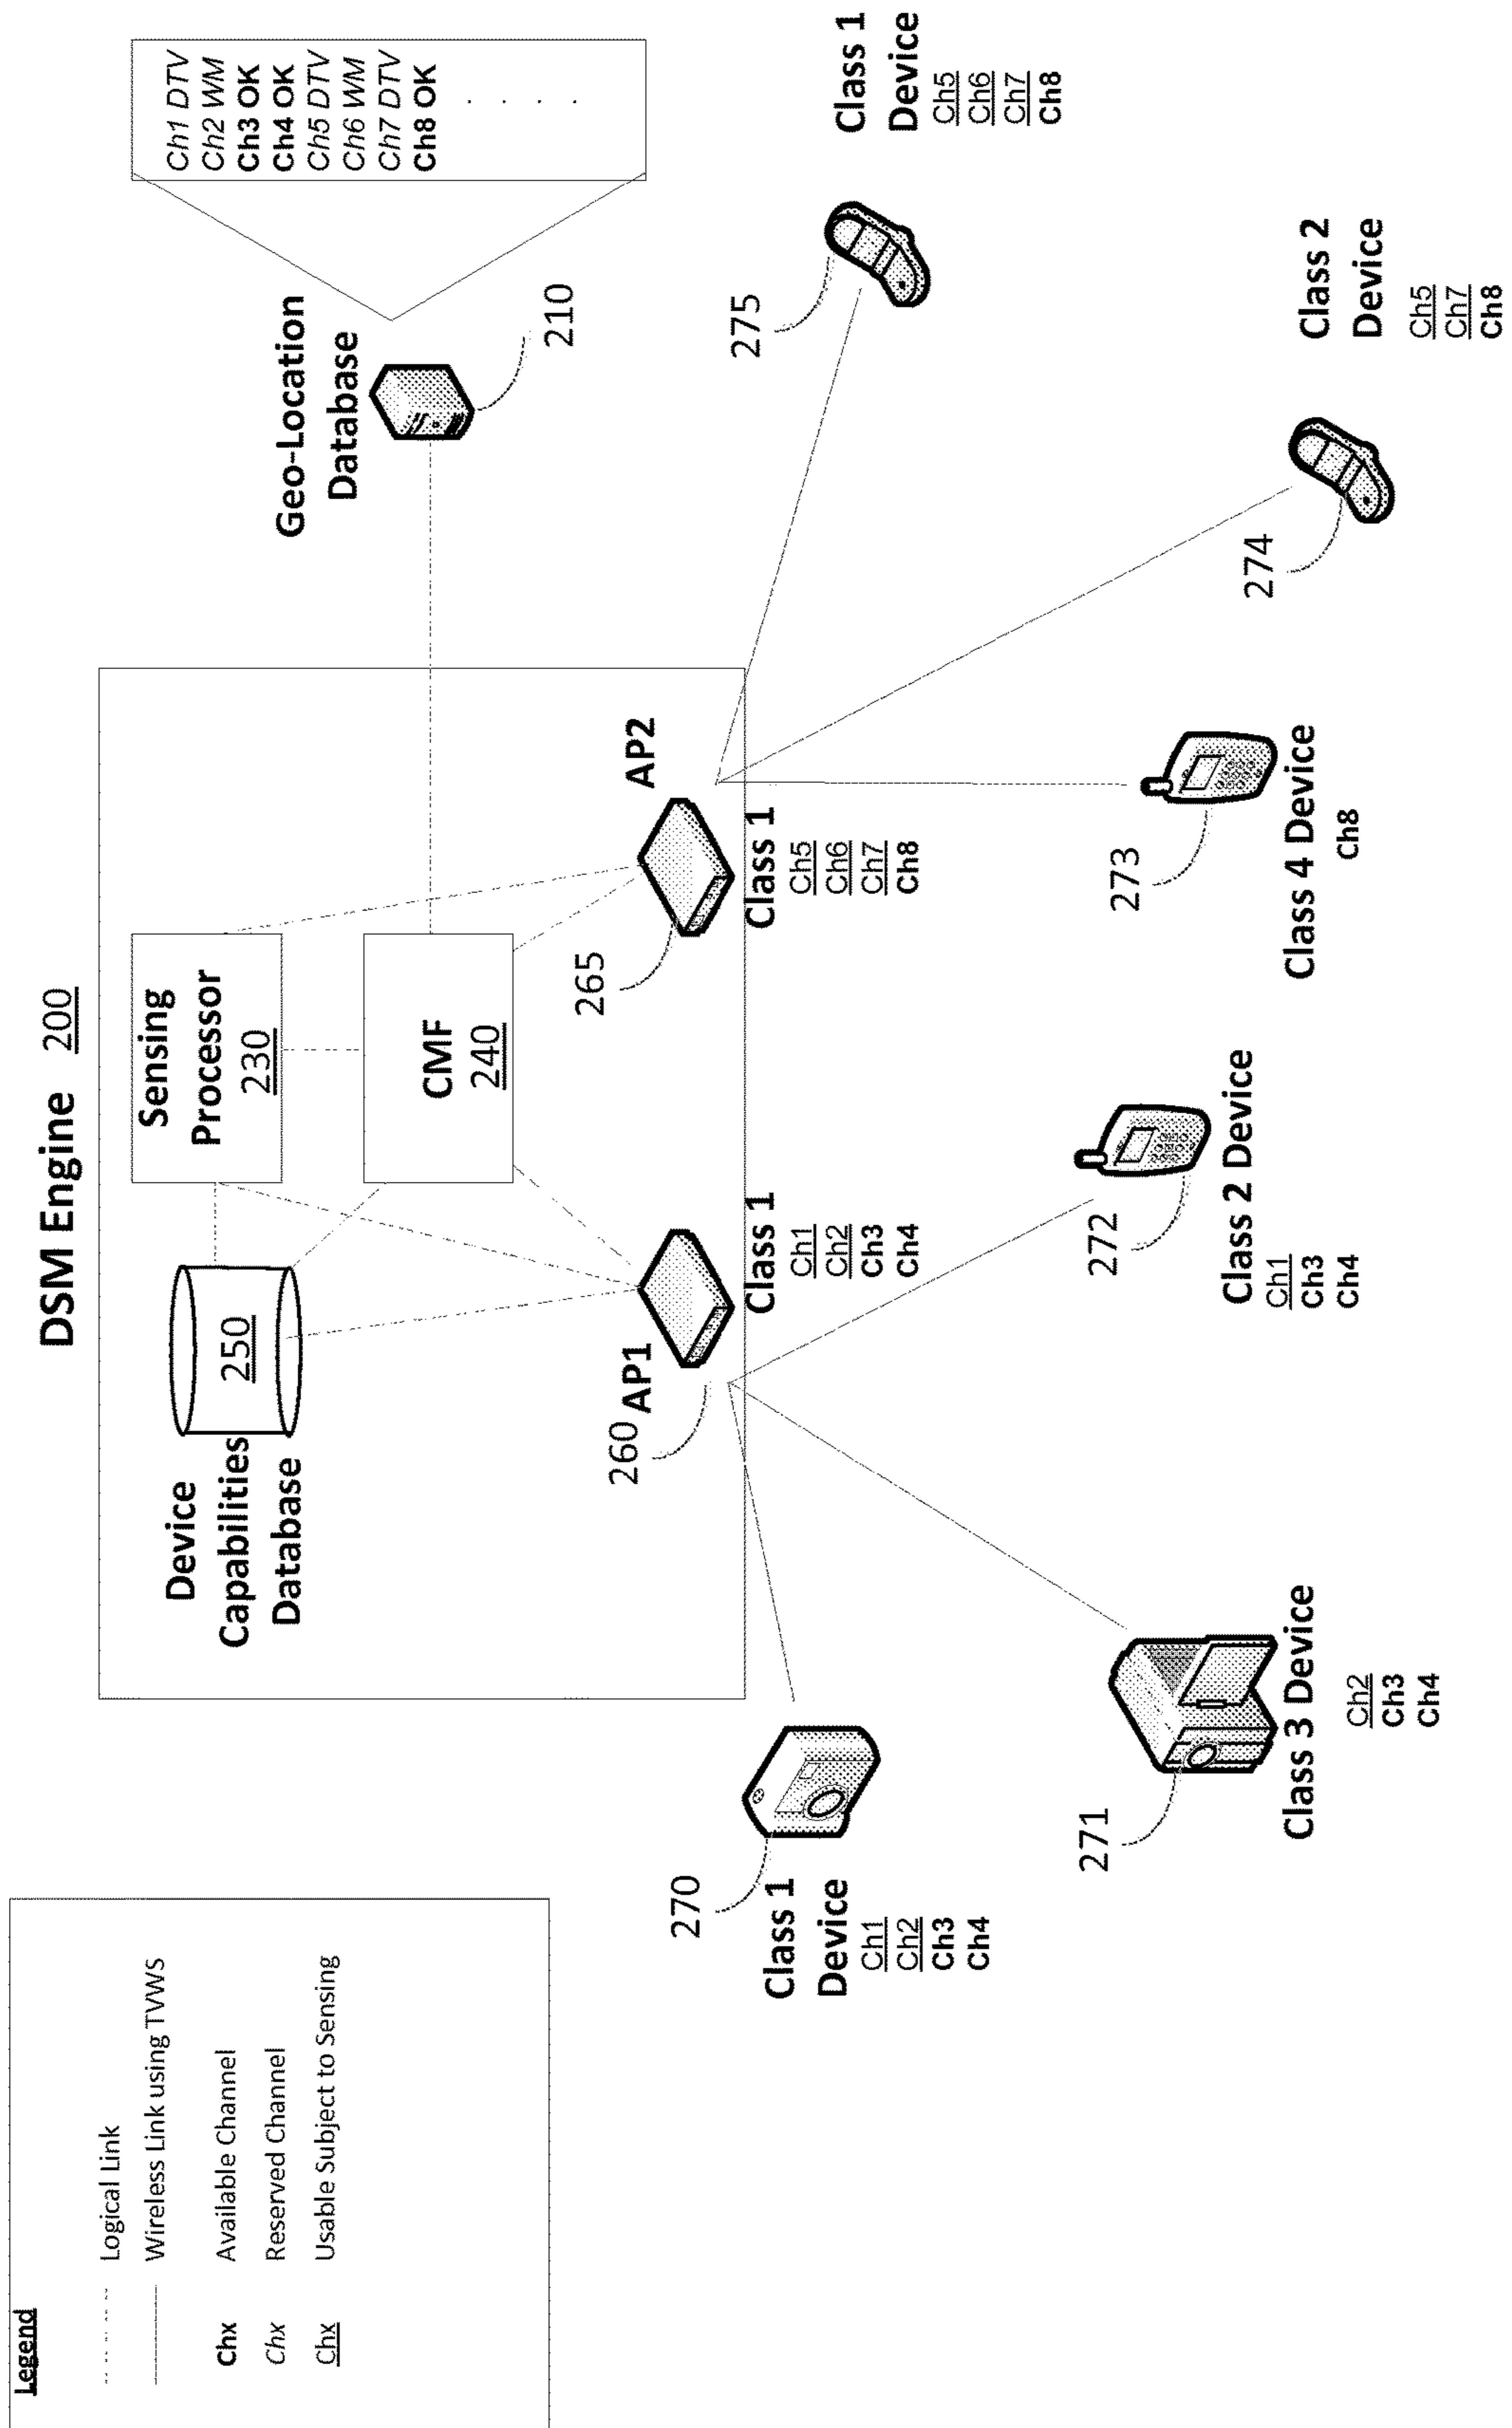 Legend
Logical Link
Wireless Link using TVWS
Chx Available Channel
Chx Reserved Channel
Chx Usable Subject to Sensing
DSM Engine 200
Device
Capabilities
Database
250
Sensing
Processor
230
CMF
240
Geo-Location
Database
210
Ch1 DTV
Ch2 WM
Ch3 OK
Ch4 OK
Ch5 DTV
Ch6 WM
Ch7 DTV
Ch8 OK
. . . .
260 AP1
Class 1
Ch1
Ch2
Ch3
Ch4
265
AP2
Class 1
Ch5
Ch6
Ch7
Ch8
270
Class 1
Device
Ch1
Ch2
Ch3
Ch4
271
Class 3 Device
Ch2
Ch3
Ch4
272
Class 2 Device
Ch1
Ch3
Ch4
273
Class 4 Device
Ch8
274
Class 2
Device
Ch5
Ch7
Ch8
275
Class 1
Device
Ch5
Ch6
Ch7
Ch8